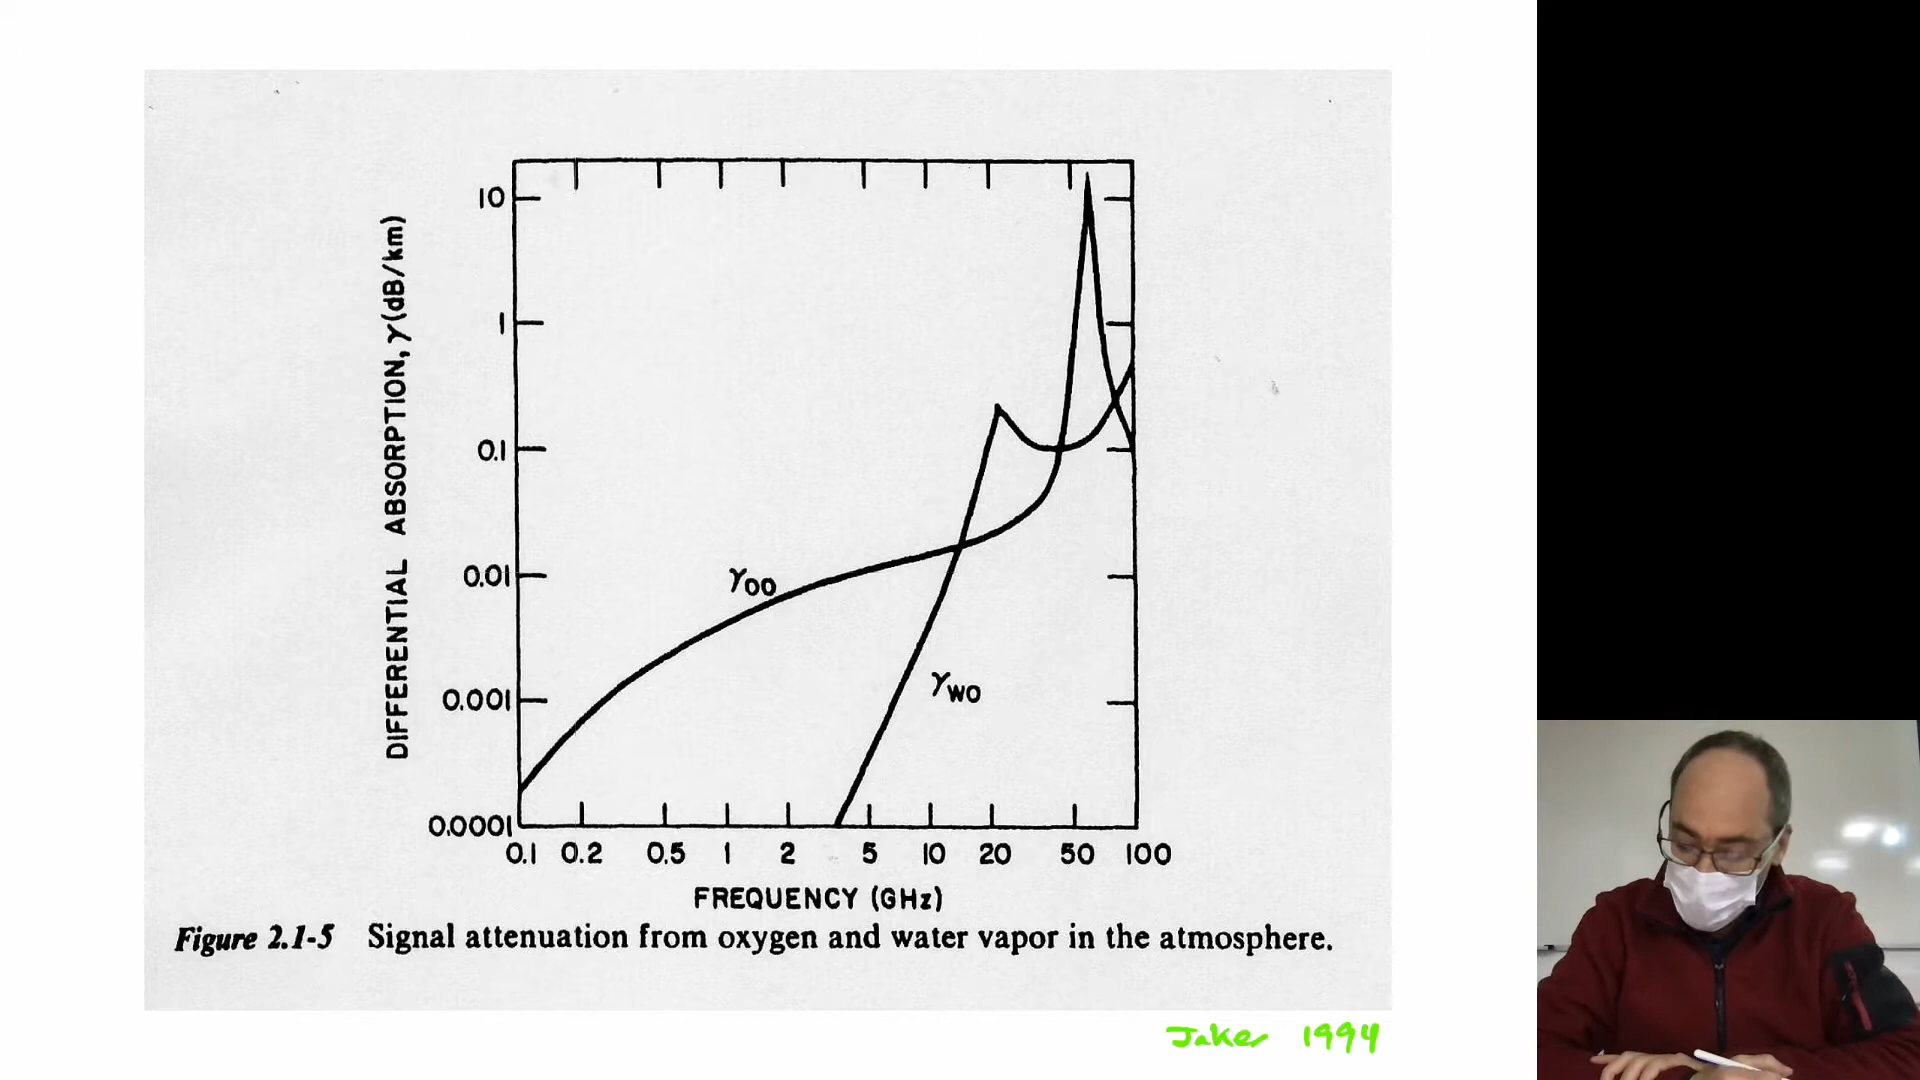 10
1
0.1
0.01
0.001
0.0001
DIFFERENTIAL ABSORPTION, γ(dB/km)
γOO
γWO
0.1 0.2 0.5 1 2 5 10 20 50 100
FREQUENCY (GHz)
Figure 2.1-5 Signal attenuation from oxygen and water vapor in the atmosphere.
Jakes 1994